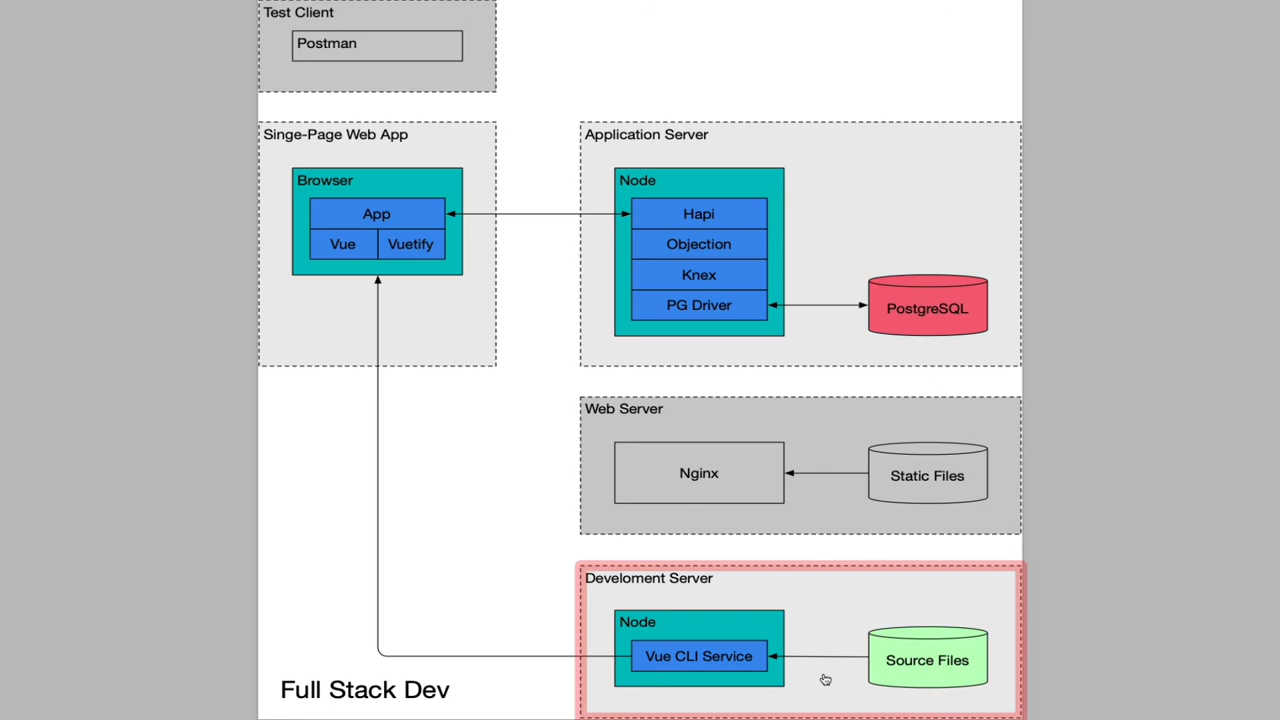 Test Client
Postman
Singe-Page Web App
Browser
App
Vue
Vuetify
Application Server
Node
Hapi
Objection
Knex
PG Driver
PostgreSQL
Web Server
Nginx
Static Files
Develoment Server
Node
Vue CLI Service
Source Files
Full Stack Dev